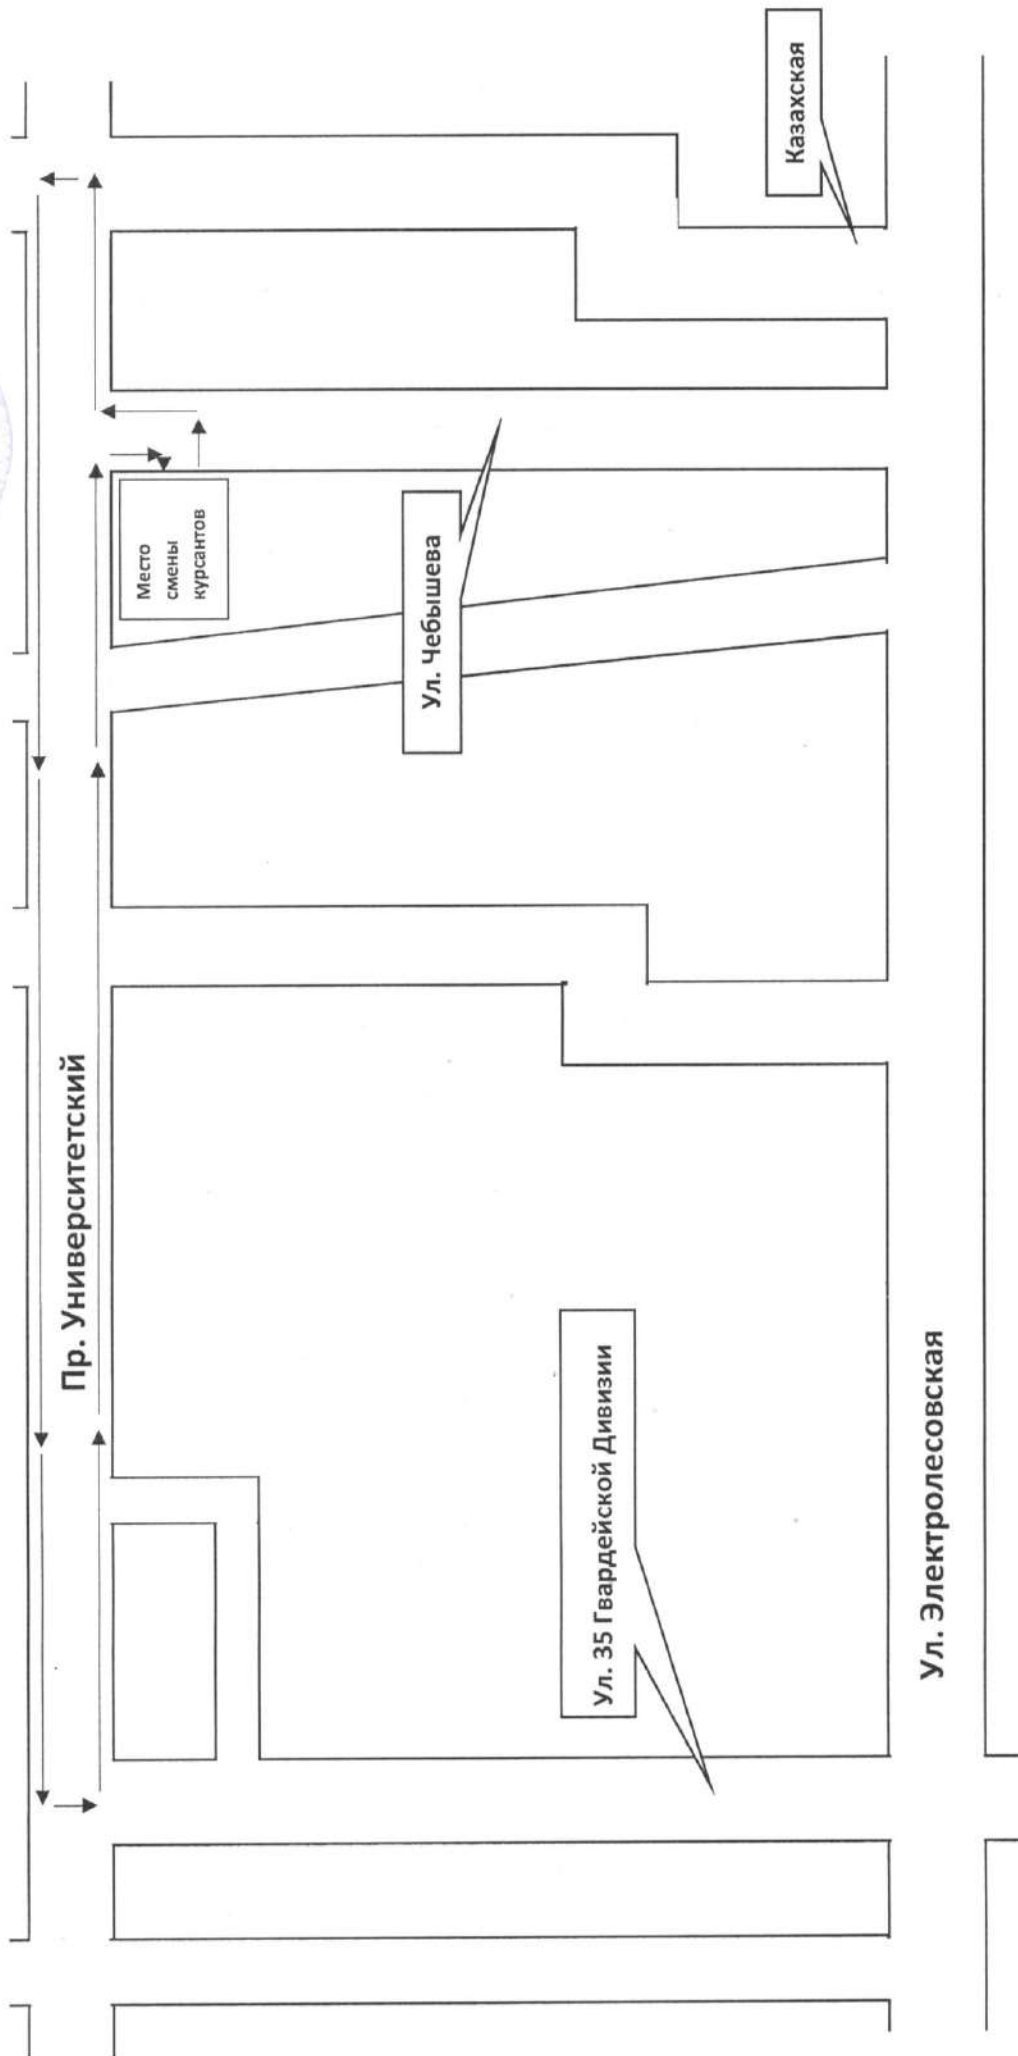 Пр. Университетский
Место
смены
курсантов
Ул. Чебышева
Казахская
Ул. 35 Гвардейской Дивизии
Ул. Электролесовская